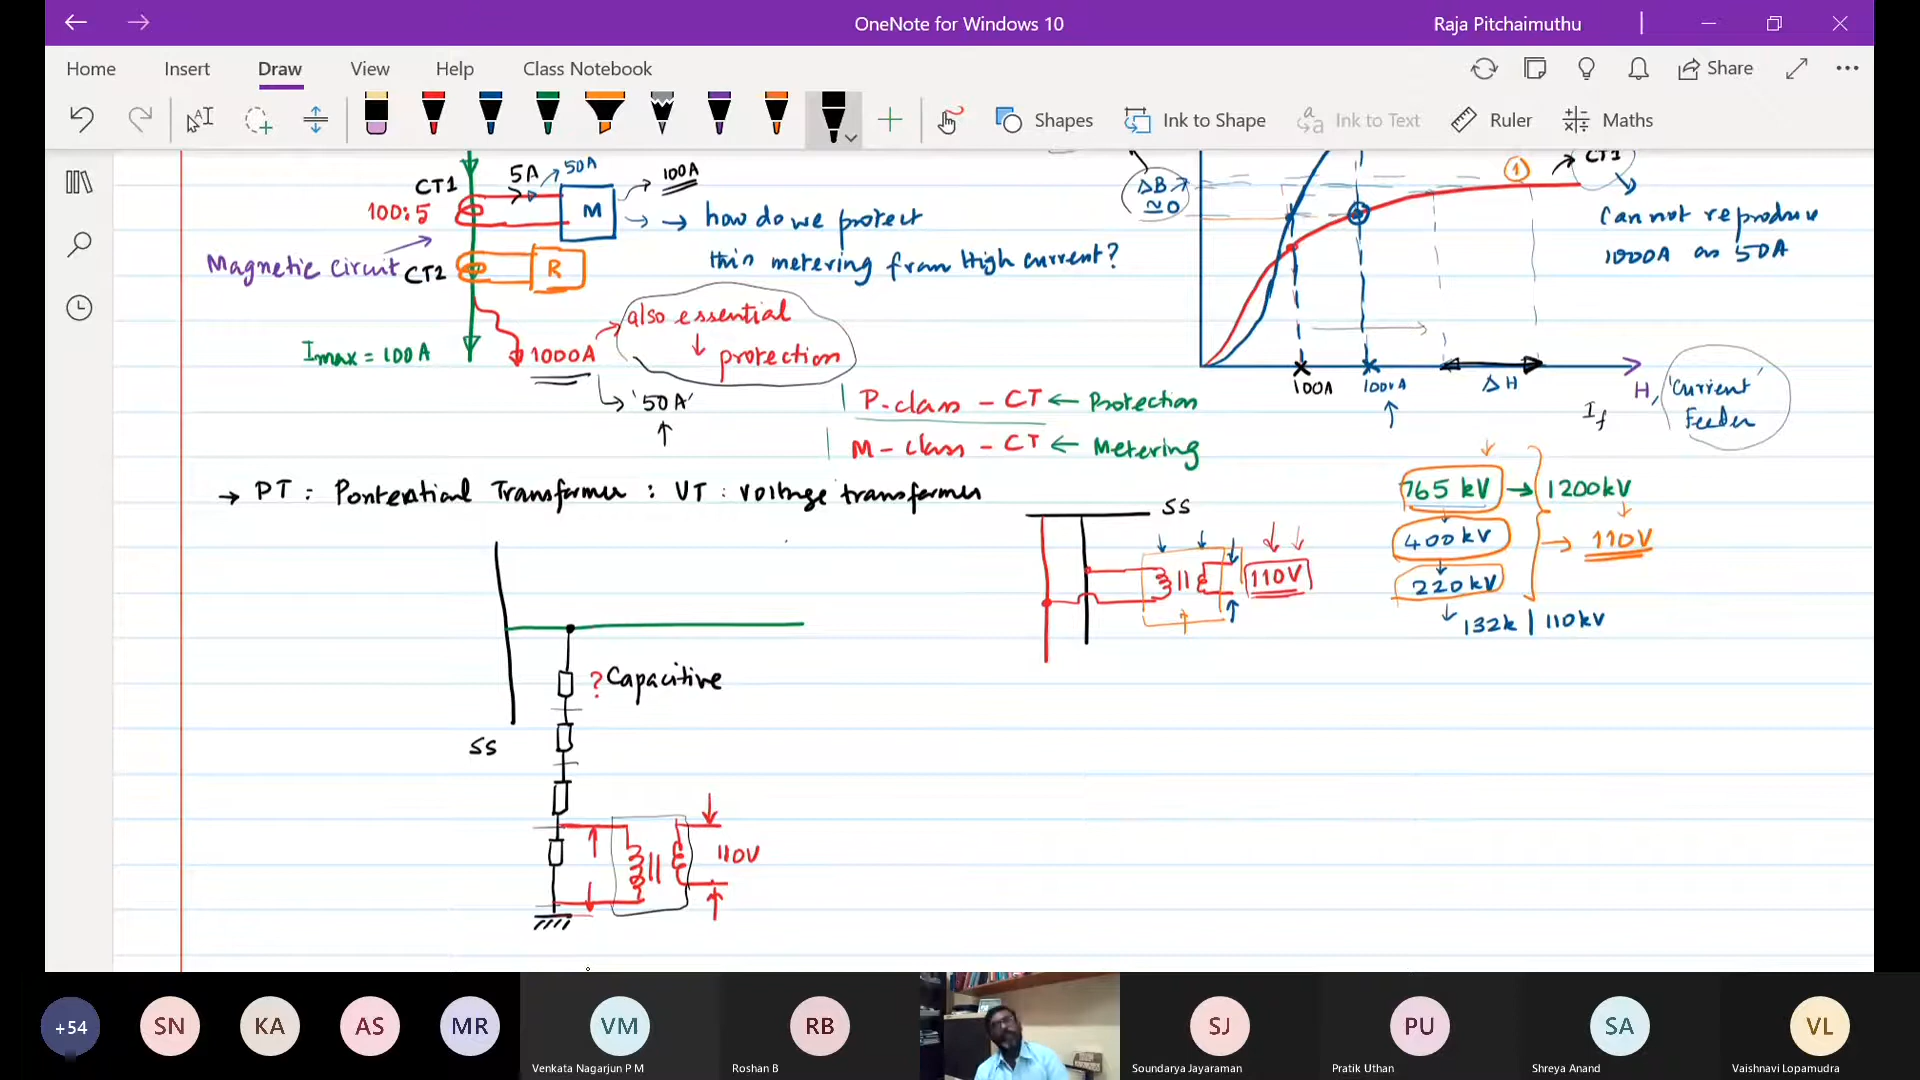 OneNote for Windows 10
Raja Pitchaimuthu
Home Insert Draw View Help Class Notebook
Share
Shapes Ink to Shape Ink to Text Ruler Maths
CT1 5A 50A
100A
100:5 M
how do we protect
this metering from High current?
Magnetic Circuit CT2 R
Imax = 100A
1000A
also essential
protection
'50A'
P-class - CT ← Protection
M-class - CT ← Metering
ΔB
≈0
1
CT1
Cannot reproduce
1000A as 50A
100A 1000A ΔH H, 'Current
Feeder
If
→ PT : Pontential Transformer : VT : voltage transformer
SS
110V
765 kV → 1200kV
400kV → 110V
220kV
132k | 110kV
? Capacitive
SS
110V
+54 SN KA AS MR VM RB SJ PU SA VL
Venkata Nagarjun P M Roshan B Soundarya Jayaraman Pratik Uthan Shreya Anand Vaishnavi Lopamudra